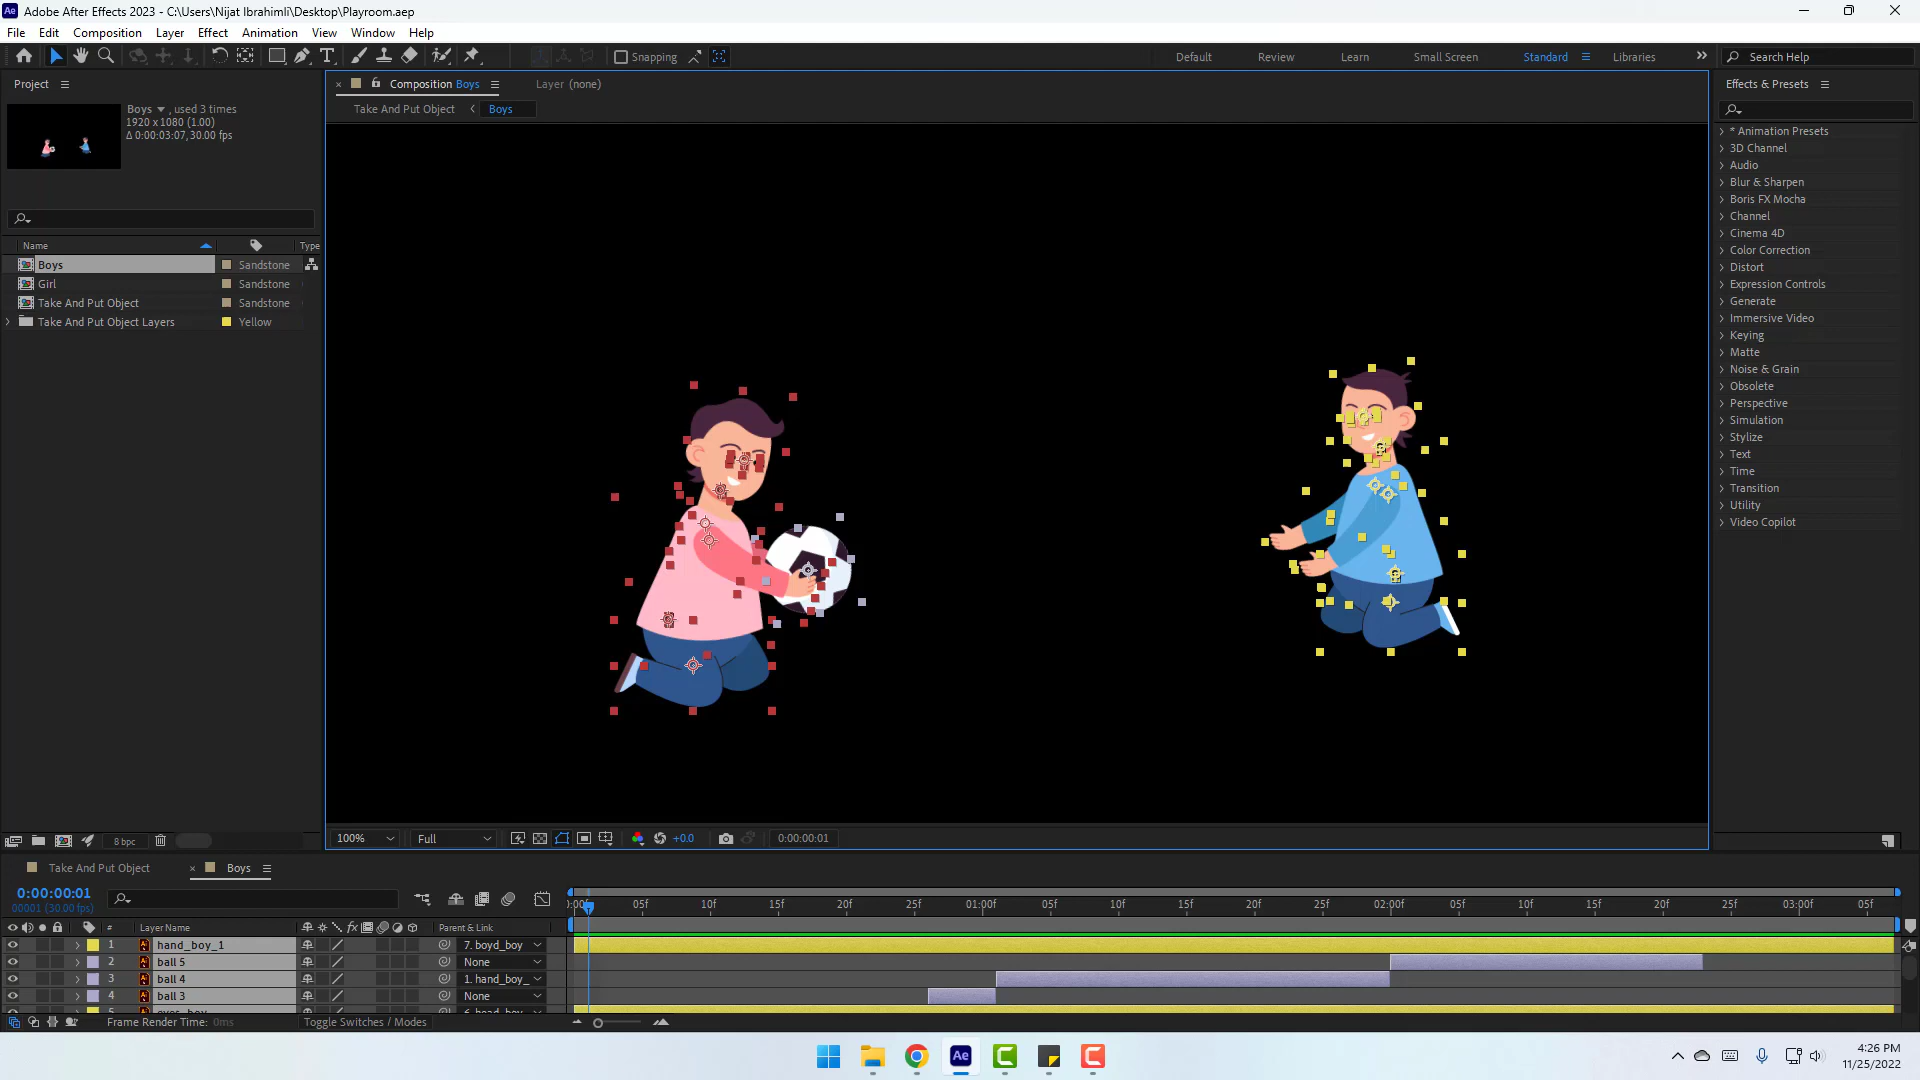 Adobe After Effects 2023 - C:\Users\Nijat Ibrahimli\Desktop\Playroom.aep
File Edit Composition Layer Effect Animation View Window Help
Snapping
Default Review Learn Small Screen Standard Libraries
Search Help
Project
Composition Boys
Layer (none)
Effects & Presets
Boys , used 3 times
1920 x 1080 (1.00)
Δ 0:00:03:07, 30.00 fps
Take And Put Object
Boys
Name Type
Boys Sandstone
Girl Sandstone
Take And Put Object Sandstone
Take And Put Object Layers Yellow
* Animation Presets
3D Channel
Audio
Blur & Sharpen
Boris FX Mocha
Channel
Cinema 4D
Color Correction
Distort
Expression Controls
Generate
Immersive Video
Keying
Matte
Noise & Grain
Obsolete
Perspective
Simulation
Stylize
Text
Time
Transition
Utility
Video Copilot
8 bpc
100% Full +0.0 0:00:00:01
Take And Put Object
Boys
0:00:00:01
00001 (30.00 fps)
:00f 05f 10f 15f 20f 25f 01:00f 05f 10f 15f 20f 25f 02:00f 05f 10f 15f 20f 25f 03:00f 05f
# Layer Name Parent & Link
1 hand_boy_1 7. boyd_boy
2 ball 5 None
3 ball 4 1. hand_boy_
4 ball 3 None
Frame Render Time: 0ms
Toggle Switches / Modes
4:26 PM
11/25/2022